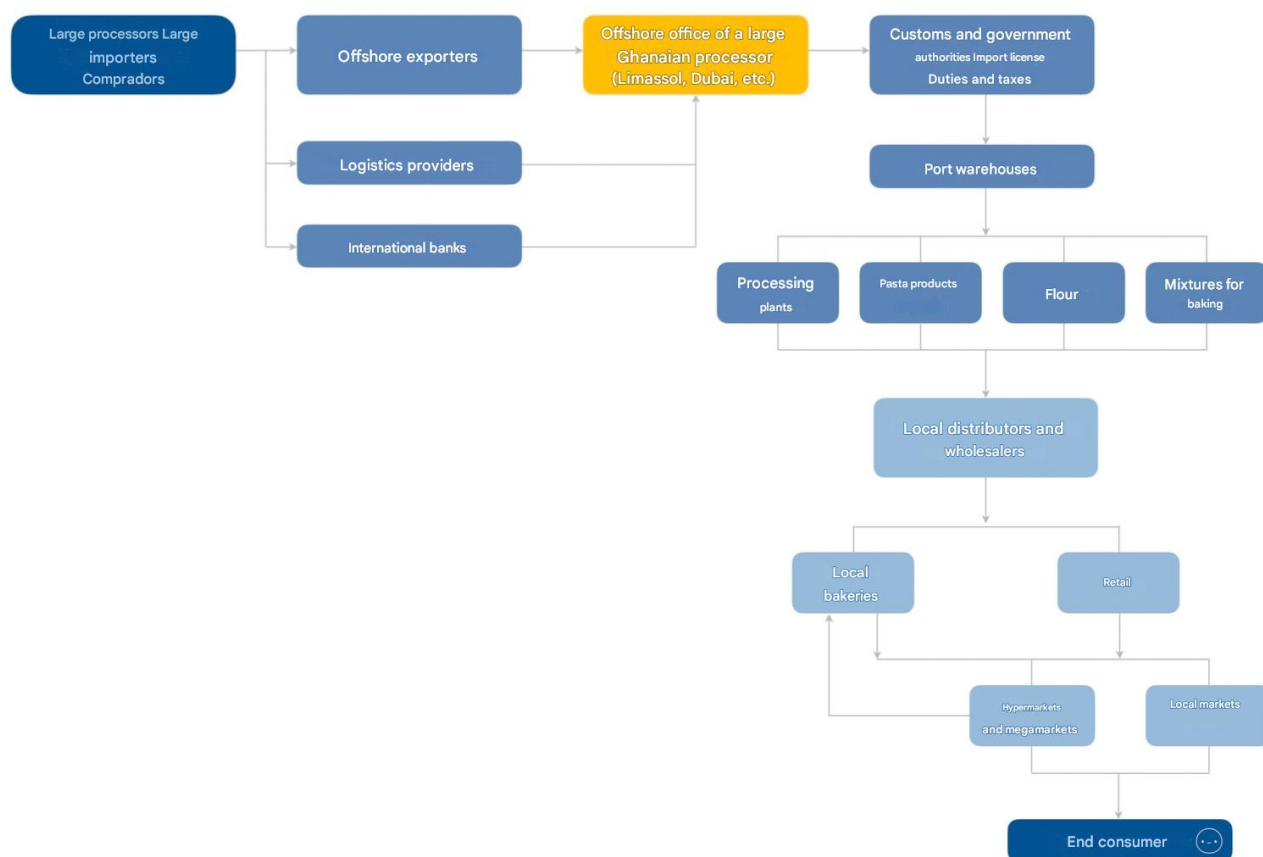 Large processors Large
importers
Compradors
Offshore exporters
Offshore office of a large
Ghanaian processor
(Limassol, Dubai, etc.)
Customs and government
authorities Import license
Duties and taxes
Logistics providers
Port warehouses
International banks
Processing
plants
Pasta products
Flour
Mixtures for
baking
Local distributors and
wholesalers
Local
bakeries
Retail
Hypermarkets
and megamarkets
Local markets
End consumer